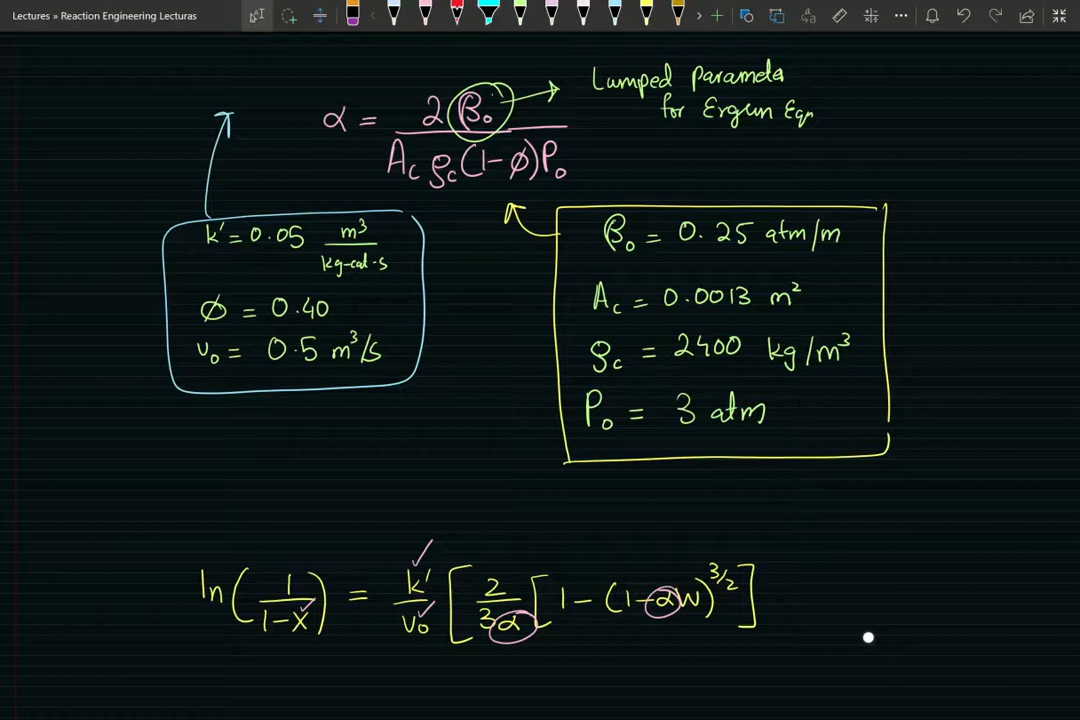 Lectures » Reaction Engineering Lecturas
Lumped Parameter
for Ergun Eqn
α = 2 β₀ / A_c ρ_c (1-ϕ) P₀
k' = 0.05 m³/kg-cat·s
ϕ = 0.40
v₀ = 0.5 m³/s
β₀ = 0.25 atm/m
A_c = 0.0013 m²
ρ_c = 2400 kg/m³
P₀ = 3 atm
ln(1/(1-X)) = k'/v₀ [2/3α [1-(1-αW)^3/2]